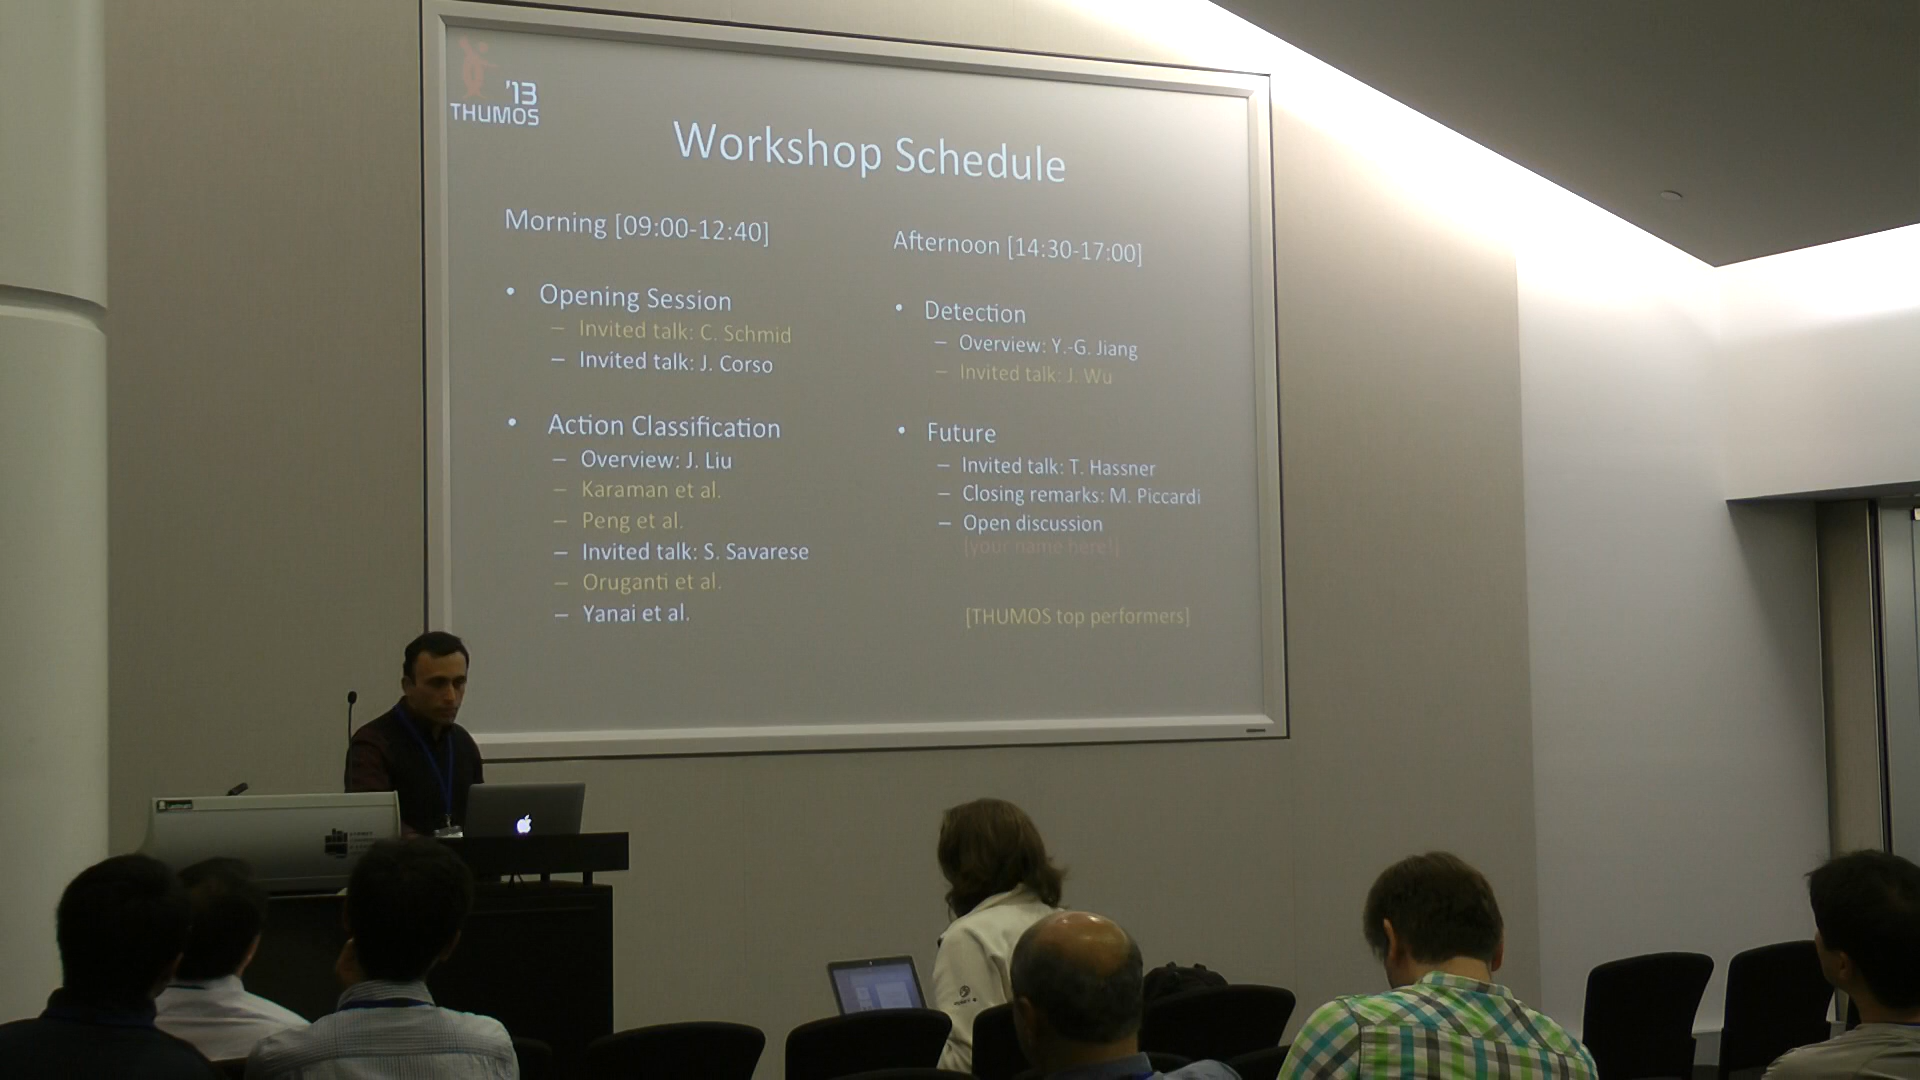 '13
THUMOS
Workshop Schedule
Morning [09:00-12:40]
• Opening Session
– Invited talk: C. Schmid
– Invited talk: J. Corso
• Action Classification
– Overview: J. Liu
– Karaman et al.
– Peng et al.
– Invited talk: S. Savarese
– Oruganti et al.
– Yanai et al.
Afternoon [14:30-17:00]
• Detection
– Overview: Y.-G. Jiang
– Invited talk: J. Wu
• Future
– Invited talk: T. Hassner
– Closing remarks: M. Piccardi
– Open discussion
[your name here!]
[THUMOS top performers]